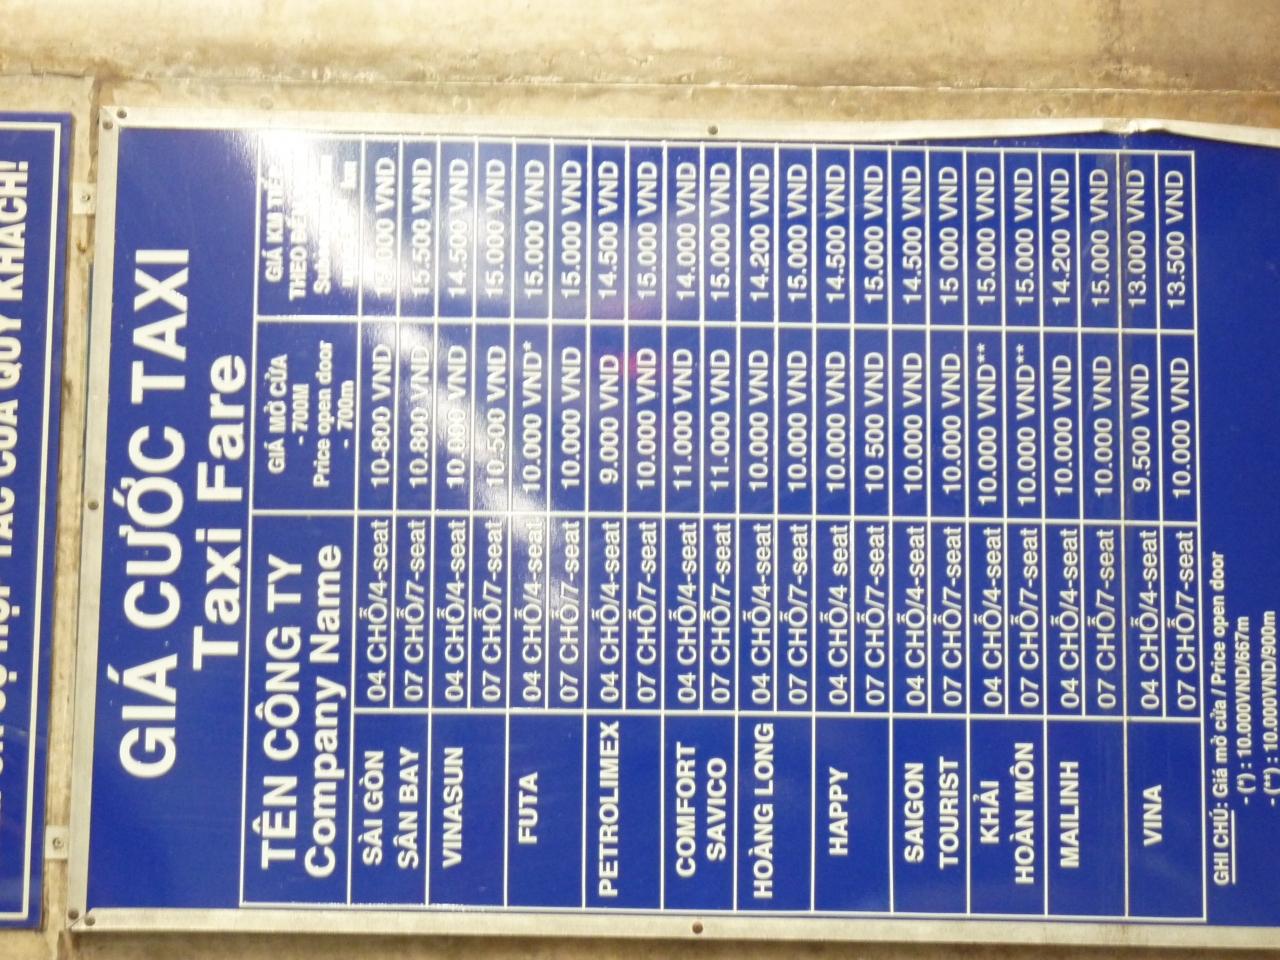 GIÁ CƯỚC TAXI
Taxi Fare
TÊN CÔNG TY
Company Name
GIÁ MỞ CỬA
- 700M
Price open door
- 700m
GIÁ KM TIẾP
THEO
km
SÀI GÒN
SÂN BAY
04 CHỖ/4-seat 10.800 VND VND
07 CHỖ/7-seat 10.800 VND 15.500 VND
VINASUN
04 CHỖ/4-seat 10.000 VND 14.500 VND
07 CHỖ/7-seat 10.500 VND 15.000 VND
FUTA
04 CHỖ/4-seat 10.000 VND* 15.000 VND
07 CHỖ/7-seat 10.000 VND 15.000 VND
PETROLIMEX
04 CHỖ/4-seat 9.000 VND 14.500 VND
07 CHỖ/7-seat 10.000 VND 15.000 VND
COMFORT
SAVICO
04 CHỖ/4-seat 11.000 VND 14.000 VND
07 CHỖ/7-seat 11.000 VND 15.000 VND
HOÀNG LONG
04 CHỖ/4-seat 10.000 VND 14.200 VND
07 CHỖ/7-seat 10.000 VND 15.000 VND
HAPPY
04 CHỖ/4 seat 10.000 VND 14.500 VND
07 CHỖ/7-seat 10 500 VND 15.000 VND
SAIGON
TOURIST
04 CHỖ/4-seat 10.000 VND 14.500 VND
07 CHỖ/7-seat 10.000 VND 15 000 VND
KHẢI
HOÀN MÔN
04 CHỖ/4-seat 10.000 VND** 15.000 VND
07 CHỖ/7-seat 10.000 VND** 15.000 VND
MAILINH
04 CHỖ/4-seat 10.000 VND 14.200 VND
07 CHỖ/7-seat 10.000 VND 15.000 VND
VINA
04 CHỖ/4-seat 9.500 VND 13.000 VND
07 CHỖ/7-seat 10.000 VND 13.500 VND
GHI CHÚ: Giá mở cửa / Price open door
- (*) : 10.000VND/667m
- (**) : 10.000VND/900m
TÁC CỦA QUÝ KHÁCH!